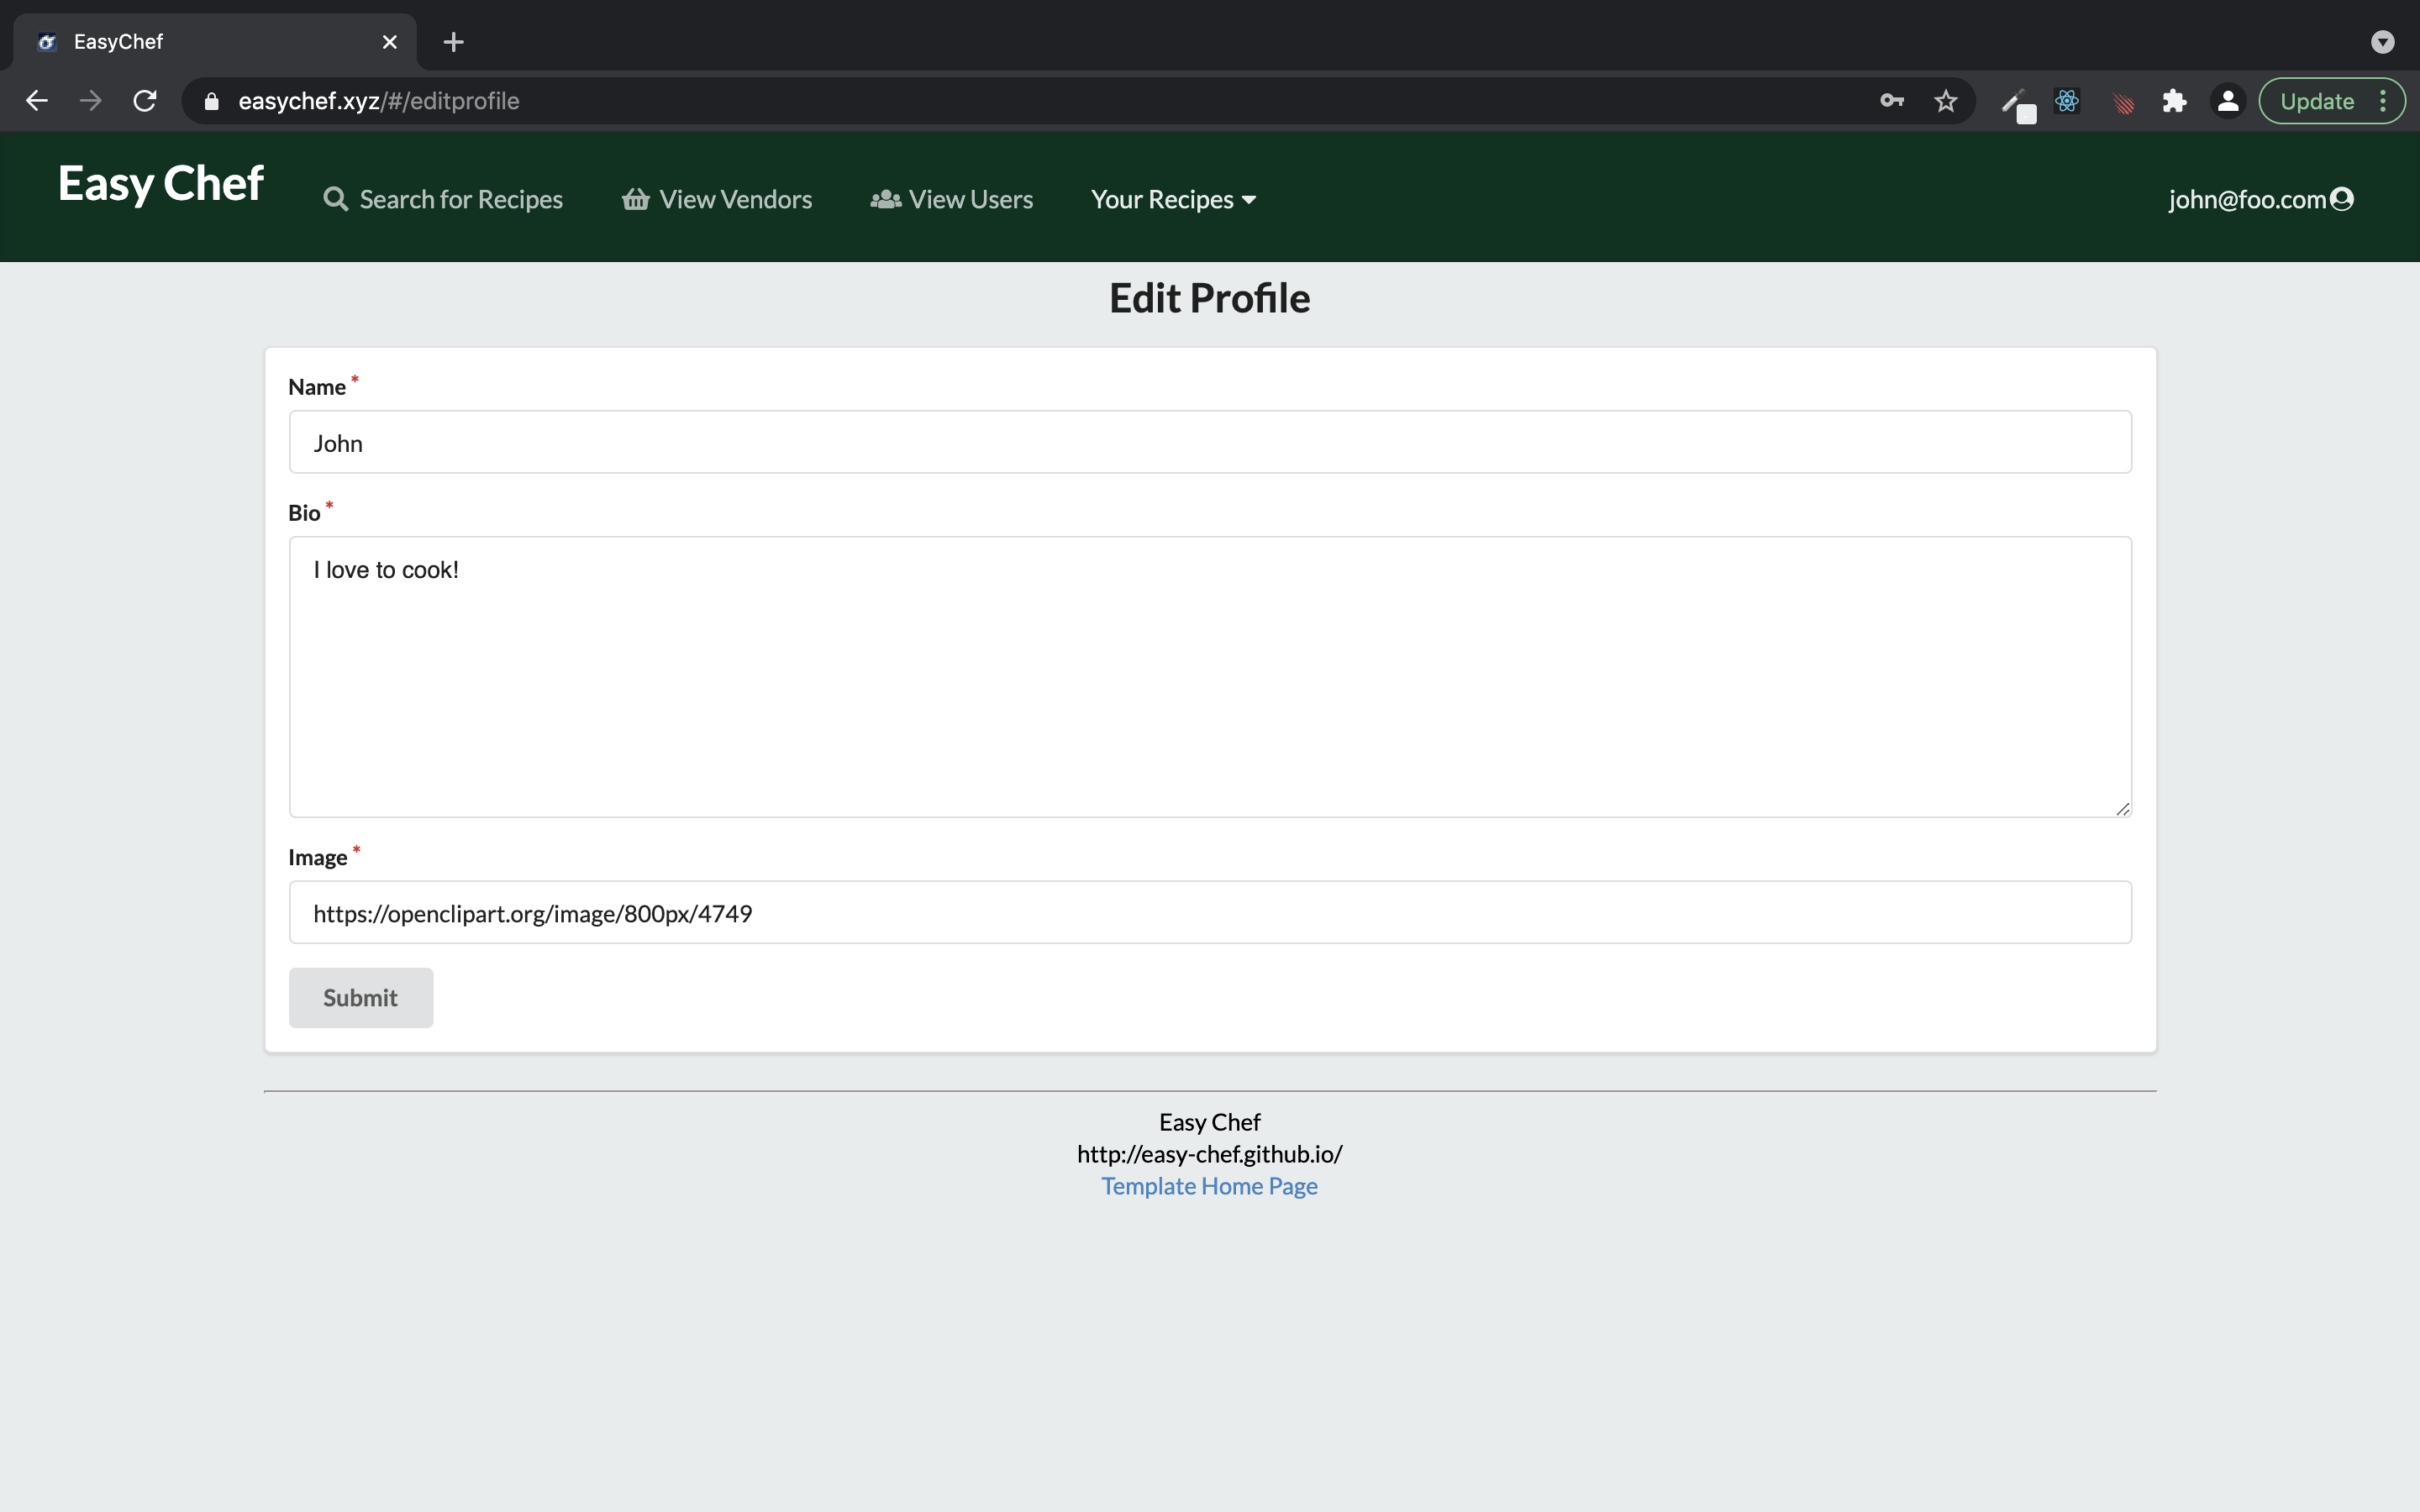 EasyChef
easychef.xyz/#/editprofile
Update
Easy Chef
Search for Recipes
View Vendors
View Users
Your Recipes
john@foo.com
Edit Profile
Name *
John
Bio *
I love to cook!
Image *
https://openclipart.org/image/800px/4749
Submit
Easy Chef
http://easy-chef.github.io/
Template Home Page